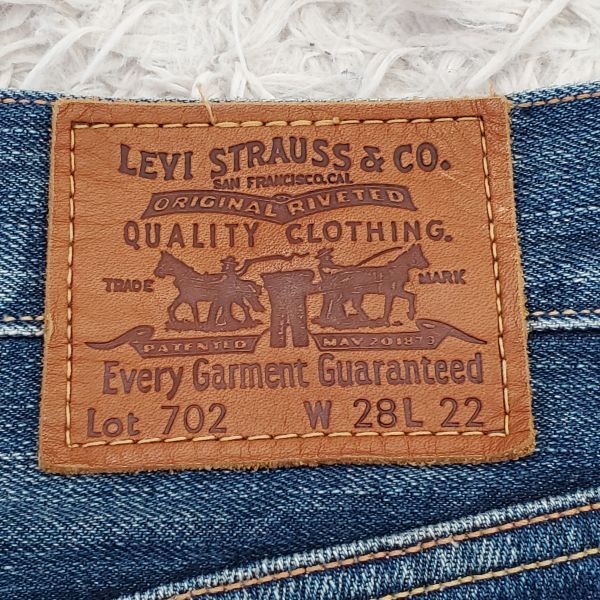 LEVI STRAUSS & CO.
SAN FRANCISCO, CAL.
ORIGINAL RIVETED
QUALITY CLOTHING.
TRADE MARK
PATENTED MAY 20 1873
Every Garment Guaranteed
Lot 702 W 28 L 22